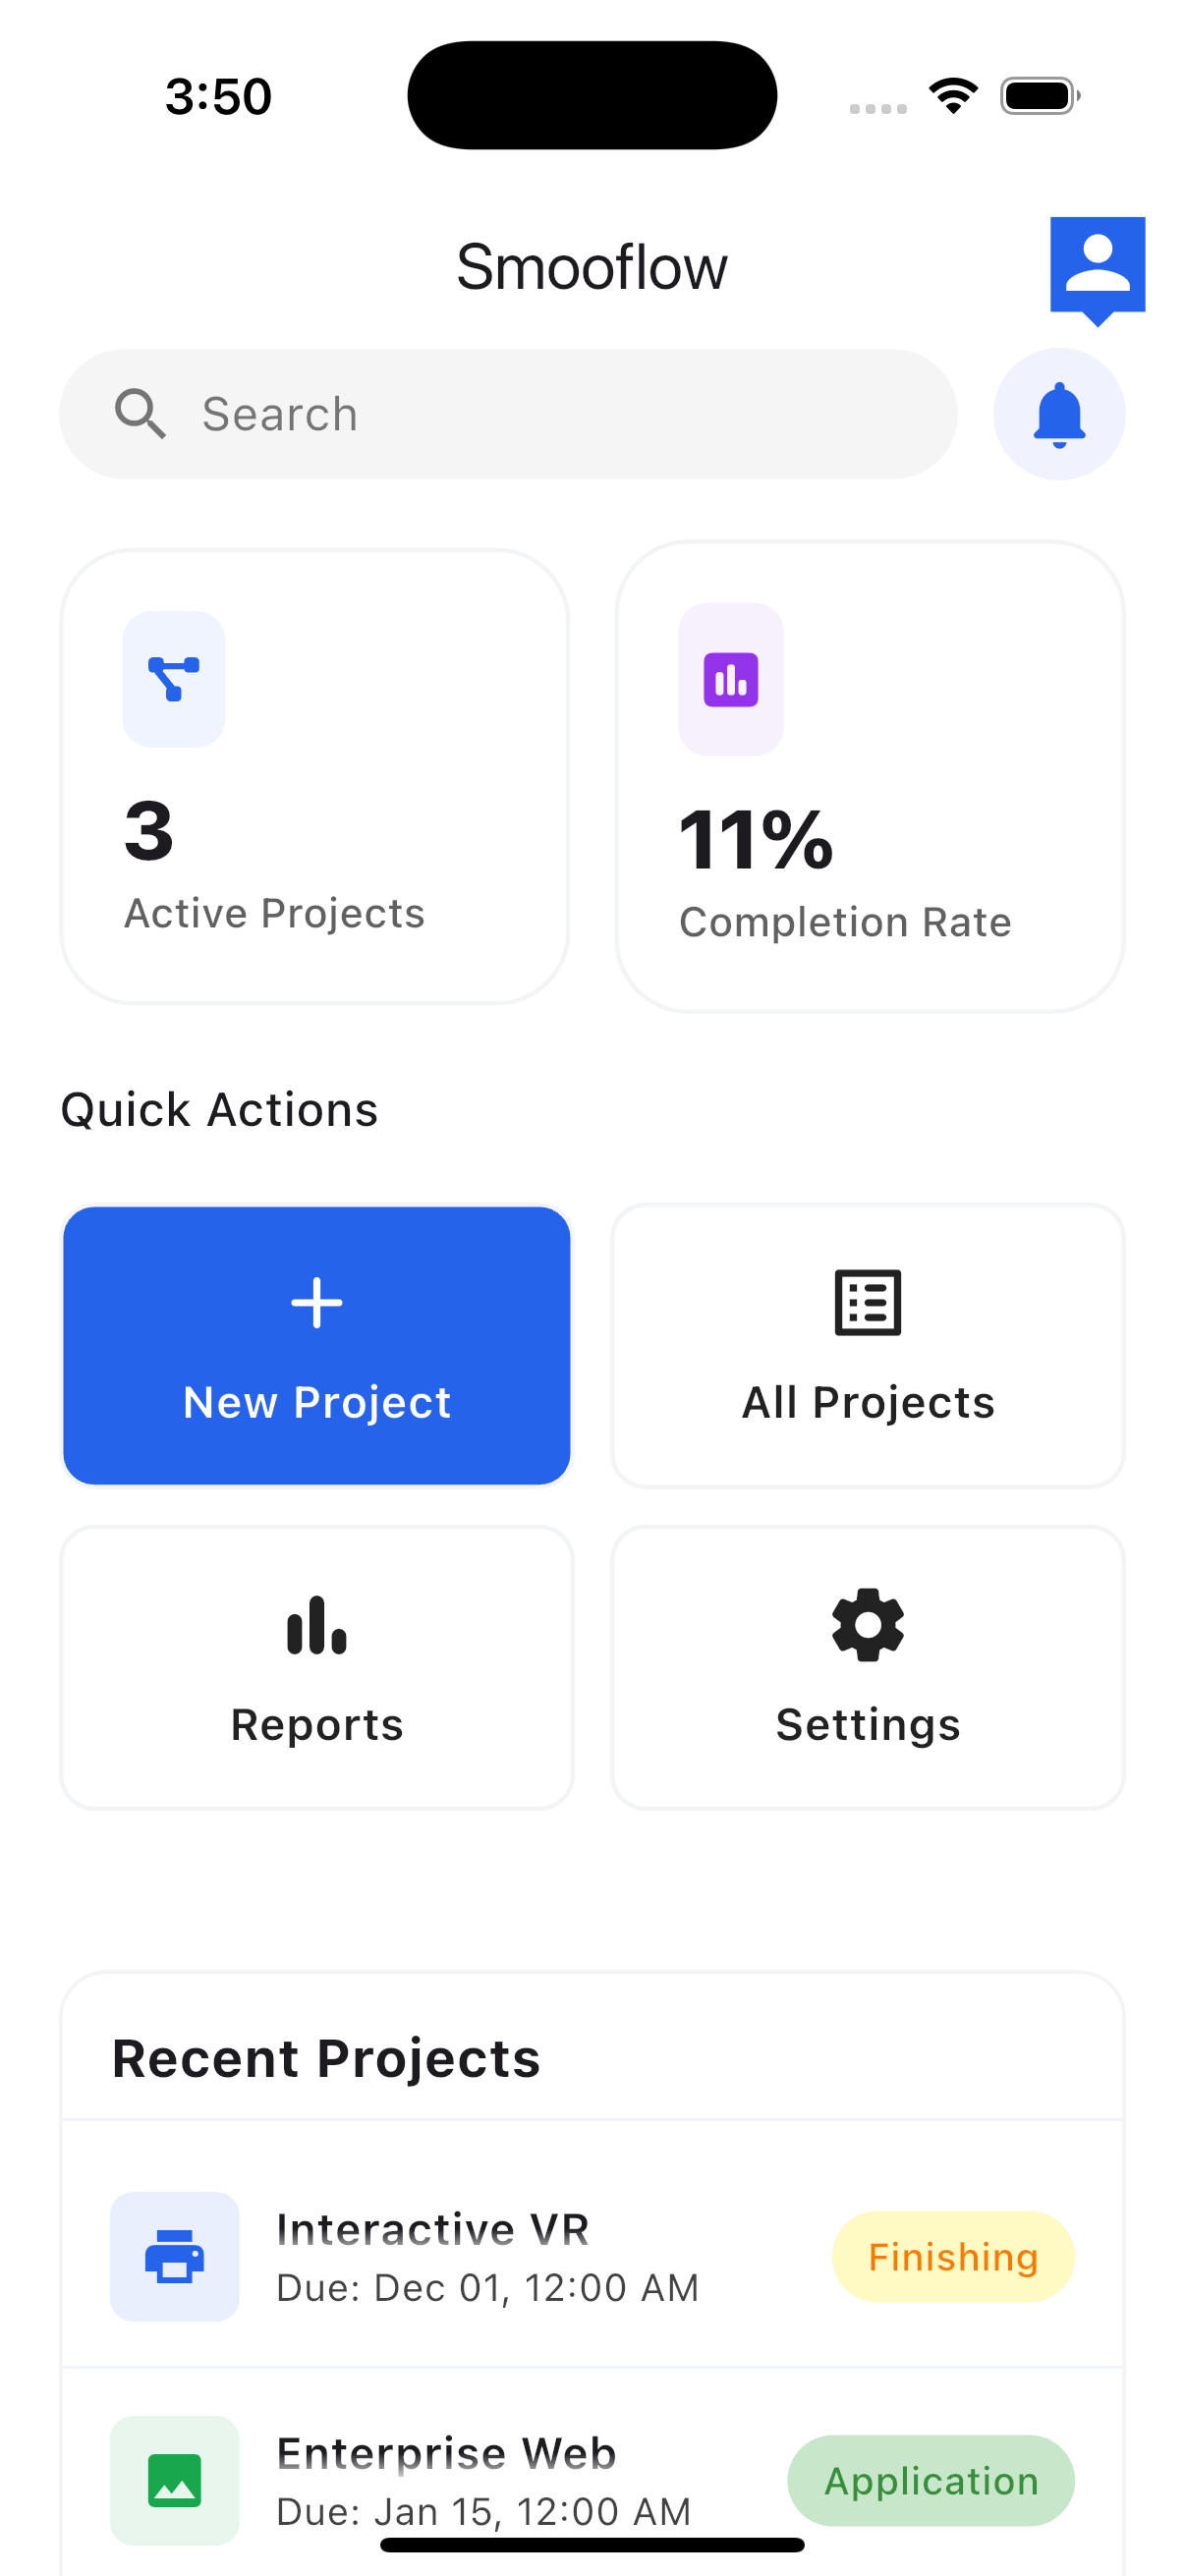 3:50
Smooflow
Search
3
Active Projects
11%
Completion Rate
Quick Actions
New Project
All Projects
Reports
Settings
Recent Projects
Interactive VR
Due: Dec 01, 12:00 AM
Finishing
Enterprise Web
Due: Jan 15, 12:00 AM
Application